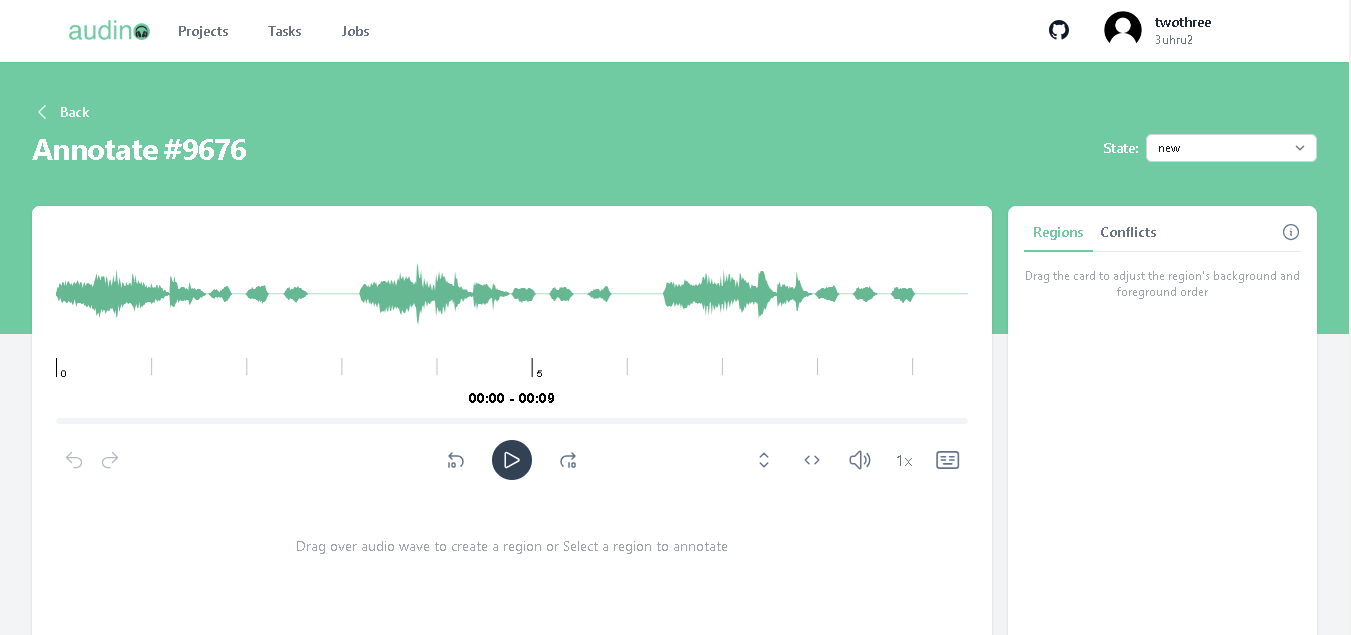 audino
Projects
Tasks
Jobs
twothree
3uhru2
Back
Annotate #9676
State:
new
Regions
Conflicts
Drag the card to adjust the region's background and
foreground order
0
5
00:00 - 00:09
10
10
1x
Drag over audio wave to create a region or Select a region to annotate